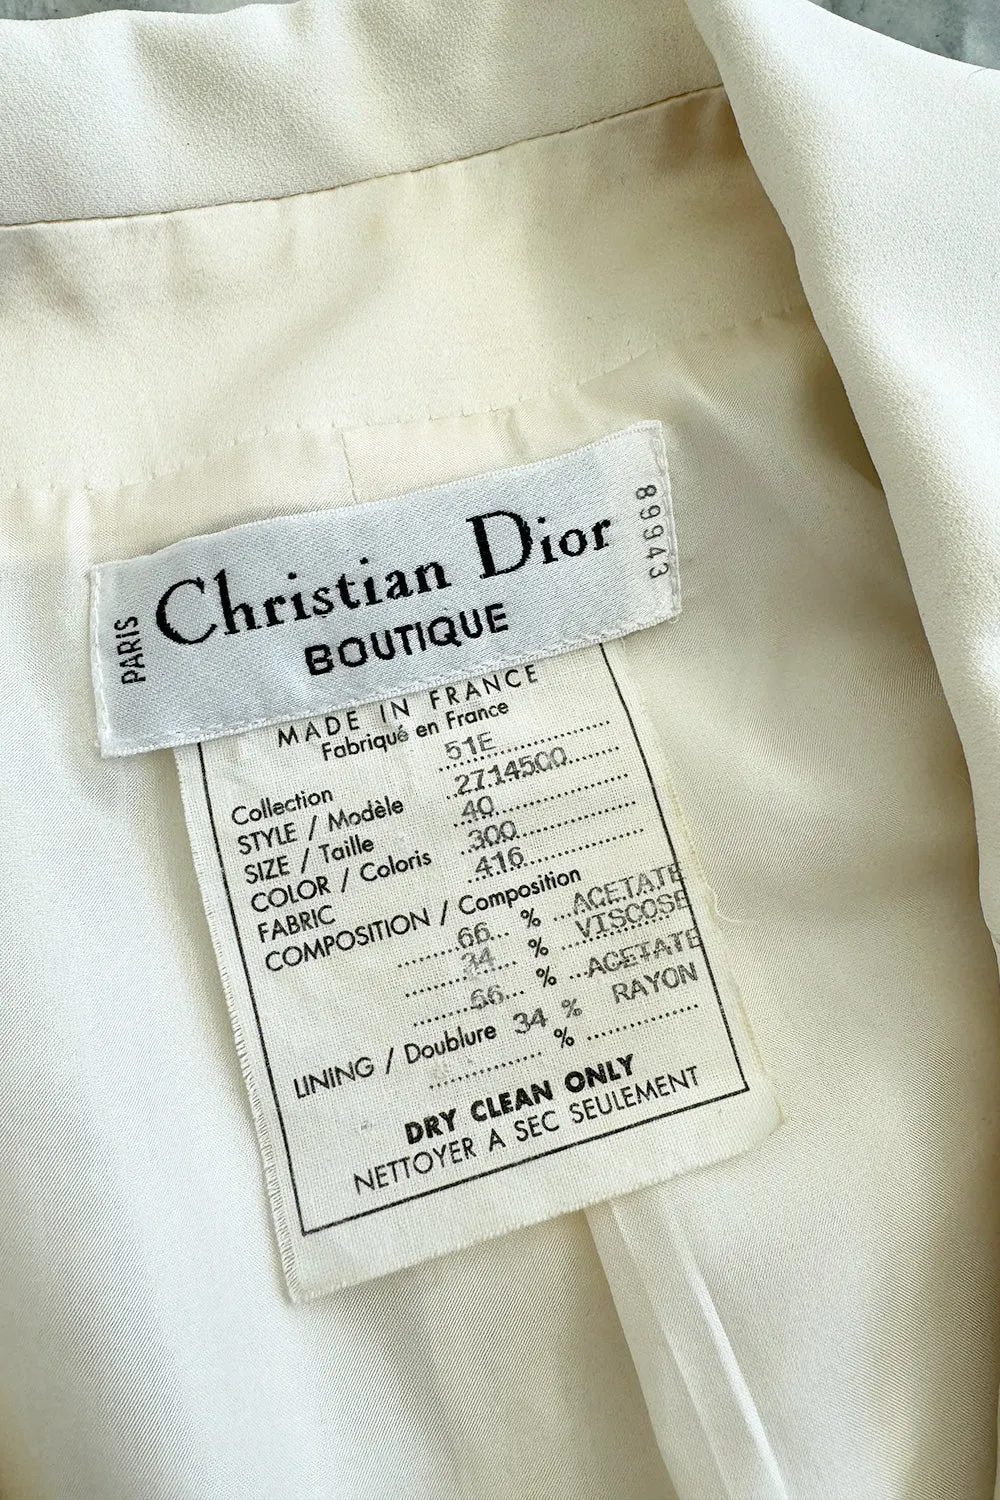 PARIS
Christian Dior
BOUTIQUE
89943
MADE IN FRANCE
Fabriqué en France
Collection 51E
STYLE / Modèle 2714500
SIZE / Taille 40
COLOR / Coloris 300
FABRIC 416
COMPOSITION / Composition
66 % ACETATE
34 % VISCOSE
66 % ACETATE
LINING / Doublure 34 % RAYON
%
DRY CLEAN ONLY
NETTOYER A SEC SEULEMENT